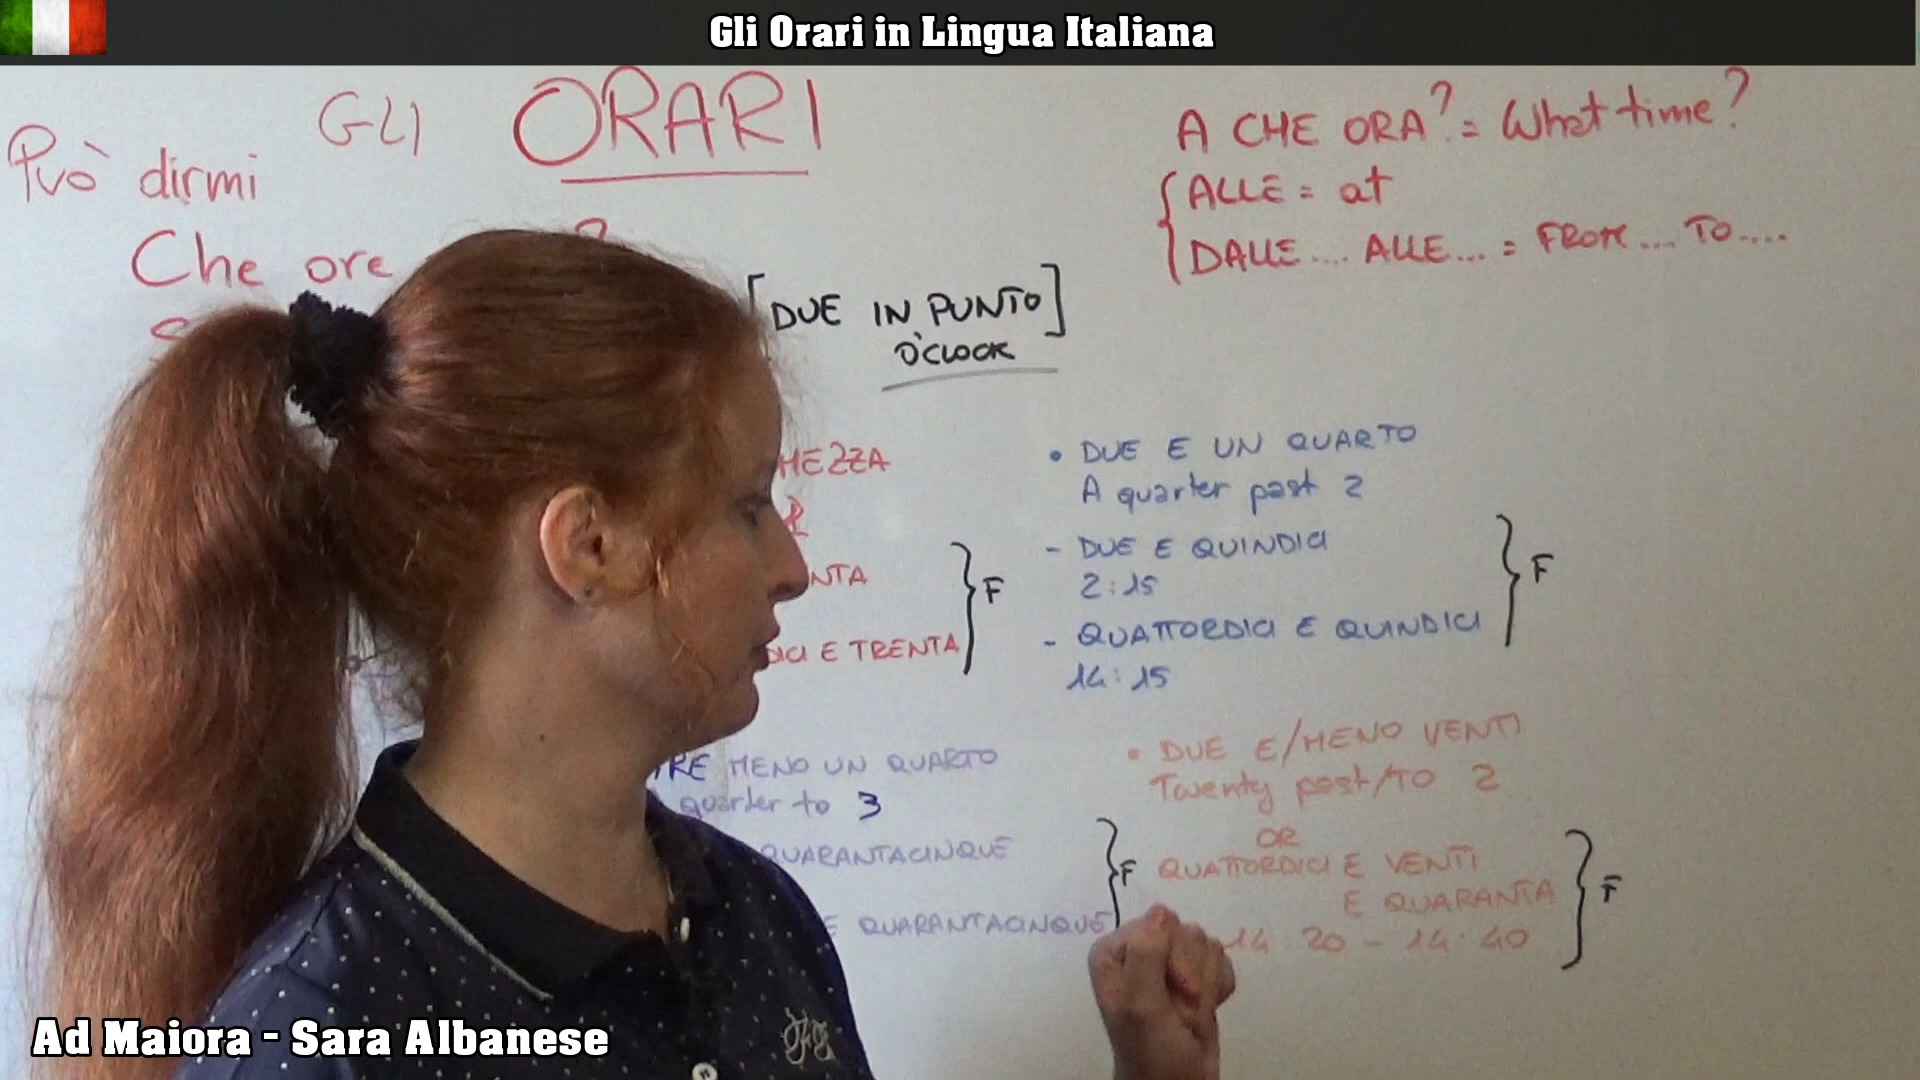 Gli Orari in Lingua Italiana
GLI ORARI
Può dirmi
Che ore
?
[DUE IN PUNTO]
O'CLOCK
A CHE ORA? = What time?
ALLE = at
DALLE.... ALLE... = FROM.... TO....
MEZZA
NTA
DICI E TRENTA
F
• DUE E UN QUARTO
A quarter past 2
- DUE E QUINDICI
2:15
- QUATTORDICI E QUINDICI
14:15
F
TRE MENO UN QUARTO
quarter to 3
QUARANTACINQUE
E QUARANTACINQUE
F
• DUE E/MENO VENTI
Twenty past/TO 2
OR
QUATTORDICI E VENTI
E QUARANTA
14:20 - 14:40
F
Ad Maiora - Sara Albanese